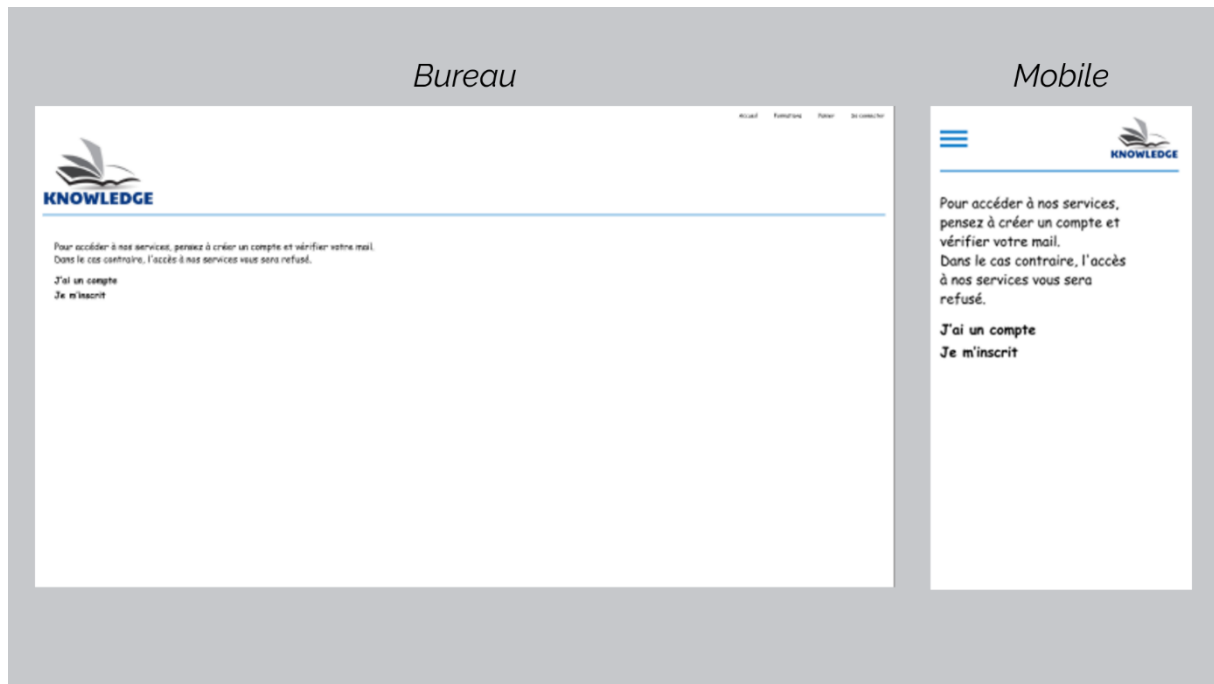 Bureau
Mobile
Accueil Formations Panier Se connecter
KNOWLEDGE
Pour accéder à nos services, pensez à créer un compte et vérifier votre mail.
Dans le cas contraire, l'accès à nos services vous sera refusé.
J'ai un compte
Je m'inscrit
KNOWLEDGE
Pour accéder à nos services,
pensez à créer un compte et
vérifier votre mail.
Dans le cas contraire, l'accès
à nos services vous sera
refusé.
J'ai un compte
Je m'inscrit